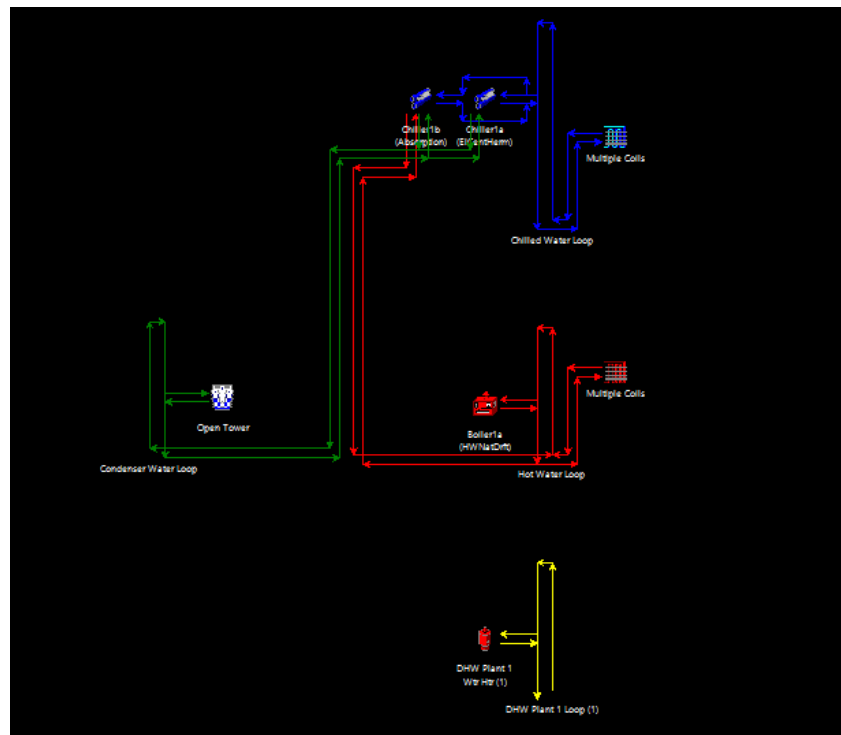 Chiller1b
(Absorption)
Chiller1a
(ElCentHerm)
Multiple Coils
Chilled Water Loop
Multiple Coils
Open Tower
Boiler1a
(HWNatDrft)
Condenser Water Loop
Hot Water Loop
DHW Plant 1
Wtr Htr (1)
DHW Plant 1 Loop (1)